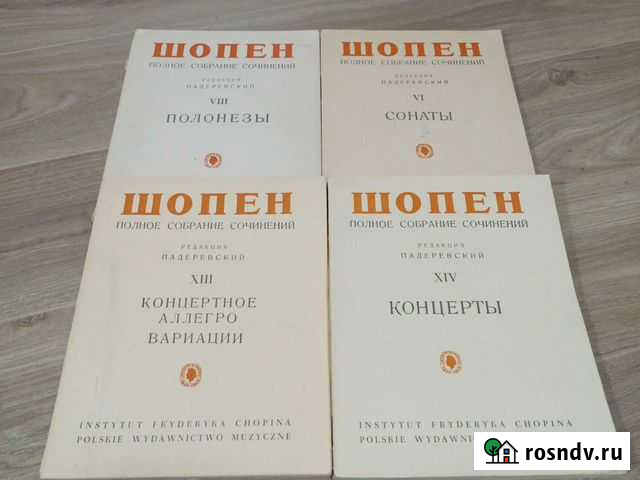 ШОПЕН
ПОЛНОЕ СОБРАНИЕ СОЧИНЕНИЙ
РЕДАКЦИЯ
ПАДЕРЕВСКИЙ
VIII
ПОЛОНЕЗЫ
ШОПЕН
ПОЛНОЕ СОБРАНИЕ СОЧИНЕНИЙ
РЕДАКЦИЯ
ПАДЕРЕВСКИЙ
VI
СОНАТЫ
ШОПЕН
ПОЛНОЕ СОБРАНИЕ СОЧИНЕНИЙ
РЕДАКЦИЯ
ПАДЕРЕВСКИЙ
XIII
КОНЦЕРТНОЕ
АЛЛЕГРО
ВАРИАЦИИ
INSTYTUT FRYDERYKA CHOPINA
POLSKIE WYDAWNICTWO MUZYCZNE
ШОПЕН
ПОЛНОЕ СОБРАНИЕ СОЧИНЕНИЙ
РЕДАКЦИЯ
ПАДЕРЕВСКИЙ
XIV
КОНЦЕРТЫ
INSTYTUT FRYDERYKA CHOPINA
POLSKIE WYDAWNI
rosndv.ru